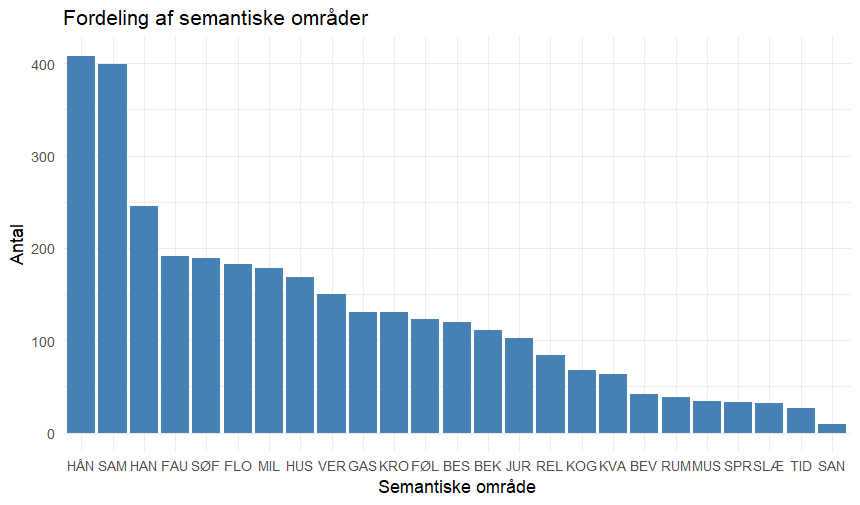 Fordeling af semantiske områder
Antal
400
300
200
100
0
HÅN SAM HAN FAU SØF FLO MIL HUS VER GAS KRO FØL BES BEK JUR REL KOG KVA BEV RUM MUS SPR SLÆ TID SAN
Semantiske område